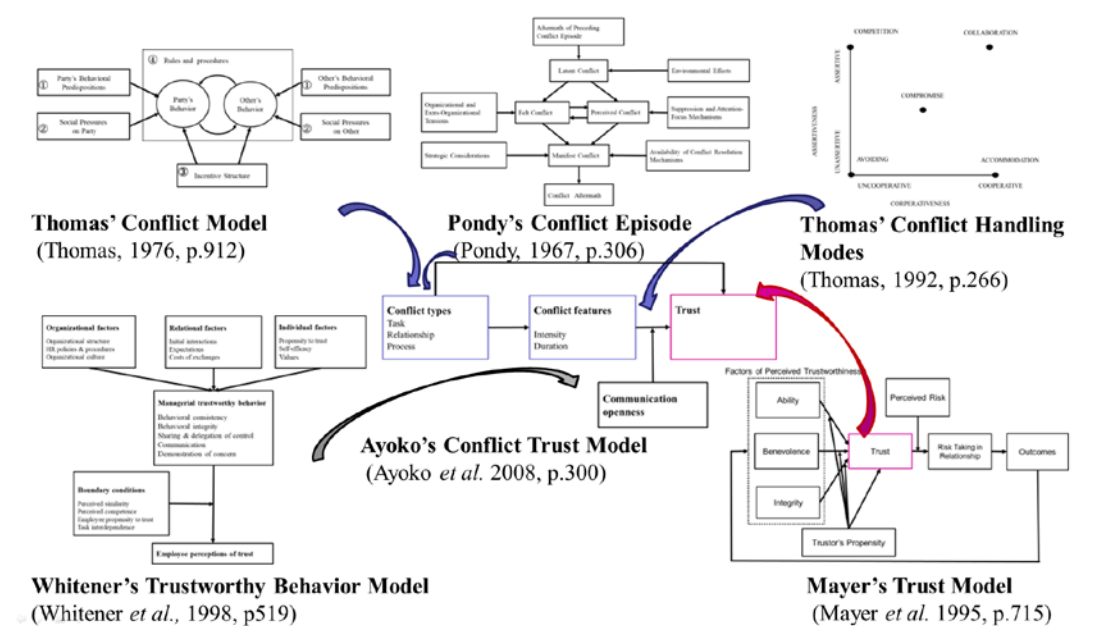 ④ Rules and procedures
① Party's Behavioral
Predispositions
② Social Pressures
on Party
Party's
Behavior
Other's
Behavior
① Other's Behavioral
Predispositions
② Social Pressures
on Other
③ Incentive Structure
Thomas' Conflict Model
(Thomas, 1976, p.912)
Aftermath of Preceding
Conflict Episode
Latent Conflict
Environmental Effects
Organizational and
Extra-Organizational
Tensions
Felt Conflict
Perceived Conflict
Suppression and Attention-
Focus Mechanisms
Strategic Considerations
Manifest Conflict
Availability of Conflict Resolution
Mechanisms
Conflict Aftermath
Pondy's Conflict Episode
(Pondy, 1967, p.306)
COMPETITION
COLLABORATION
COMPROMISE
AVOIDING
ACCOMMODATION
ASSERTIVENESS
UNASSERTIVE
ASSERTIVE
UNCOOPERATIVE
COOPERATIVE
CORPERATIVENESS
Thomas' Conflict Handling
Modes
(Thomas, 1992, p.266)
Conflict types
Task
Relationship
Process
Conflict features
Intensity
Duration
Trust
Communication
openness
Ayoko's Conflict Trust Model
(Ayoko et al. 2008, p.300)
Organizational factors
Organizational structure
HR policies & procedures
Organizational culture
Relational factors
Initial interactions
Expectations
Costs of exchanges
Individual factors
Propensity to trust
Self-efficacy
Values
Managerial trustworthy behavior
Behavioral consistency
Behavioral integrity
Sharing & delegation of control
Communication
Demonstration of concern
Boundary conditions
Perceived similarity
Perceived competence
Employee propensity to trust
Task interdependence
Employee perceptions of trust
Whitener's Trustworthy Behavior Model
(Whitener et al., 1998, p519)
Factors of Perceived Trustworthiness
Ability
Benevolence
Integrity
Trust
Perceived Risk
Risk Taking in
Relationship
Outcomes
Trustor's Propensity
Mayer's Trust Model
(Mayer et al. 1995, p.715)